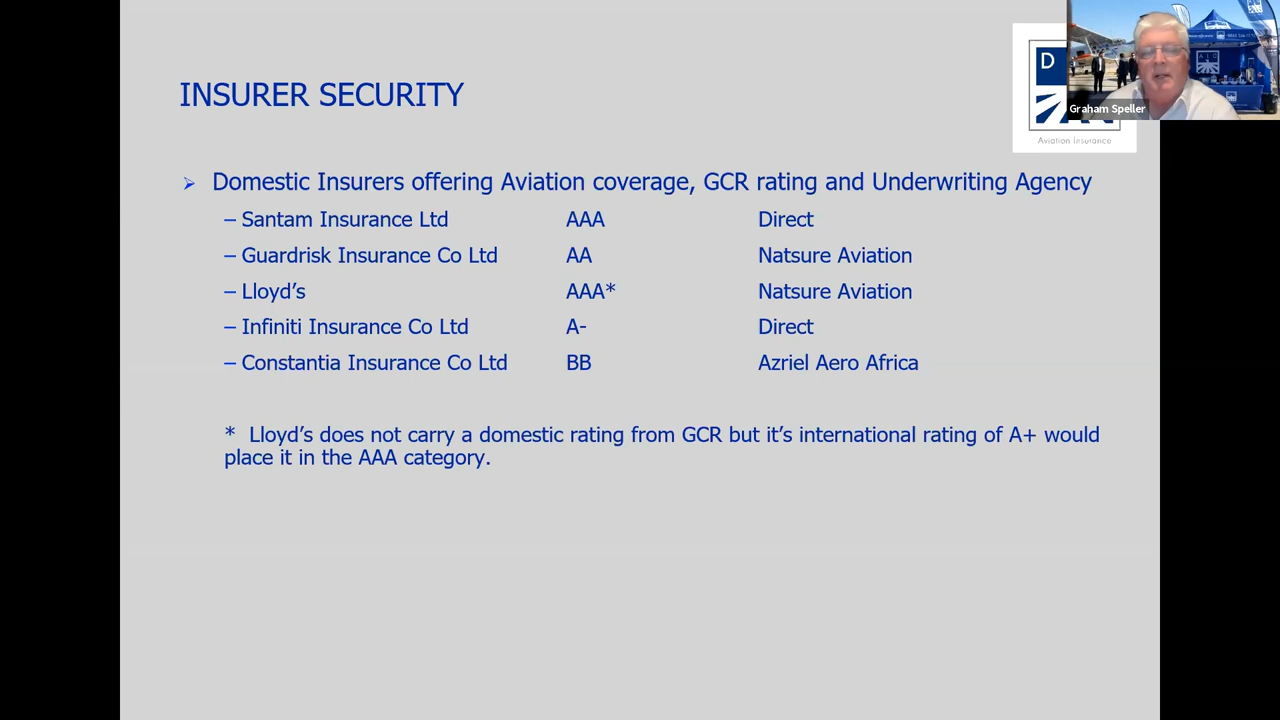 INSURER SECURITY
D
Aviation Insurance
Graham Speller
Domestic Insurers offering Aviation coverage, GCR rating and Underwriting Agency
– Santam Insurance Ltd AAA Direct
– Guardrisk Insurance Co Ltd AA Natsure Aviation
– Lloyd's AAA* Natsure Aviation
– Infiniti Insurance Co Ltd A- Direct
– Constantia Insurance Co Ltd BB Azriel Aero Africa
* Lloyd's does not carry a domestic rating from GCR but it's international rating of A+ would
place it in the AAA category.